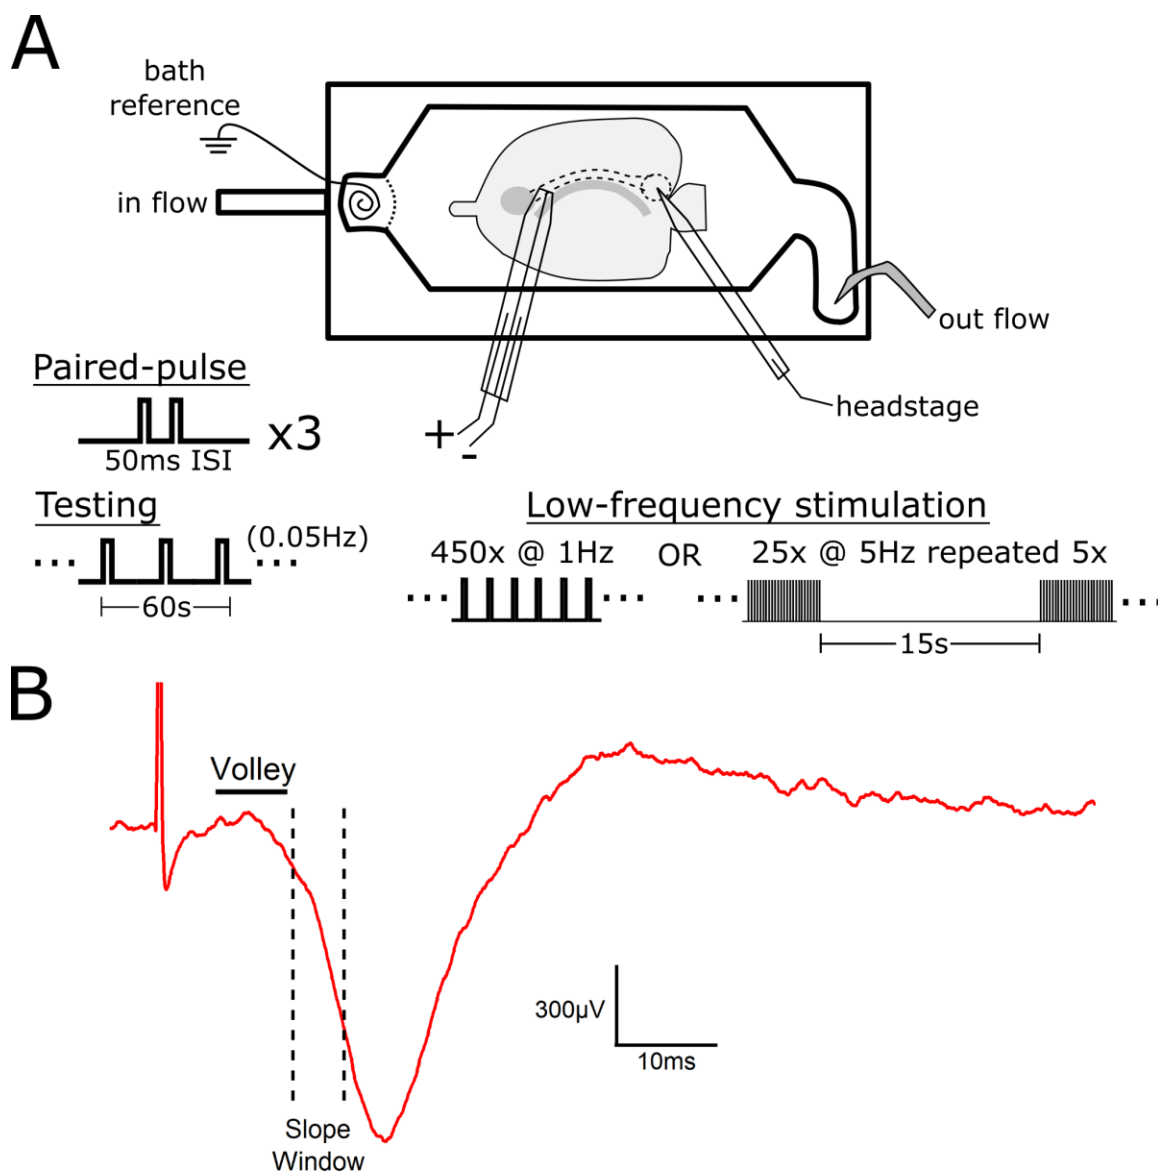 A
bath
reference
in flow
out flow
headstage
+
-
Paired-pulse
x3
50ms ISI
Testing
(0.05Hz)
60s
Low-frequency stimulation
450x @ 1Hz OR 25x @ 5Hz repeated 5x
15s
B
Volley
300µV
10ms
Slope
Window